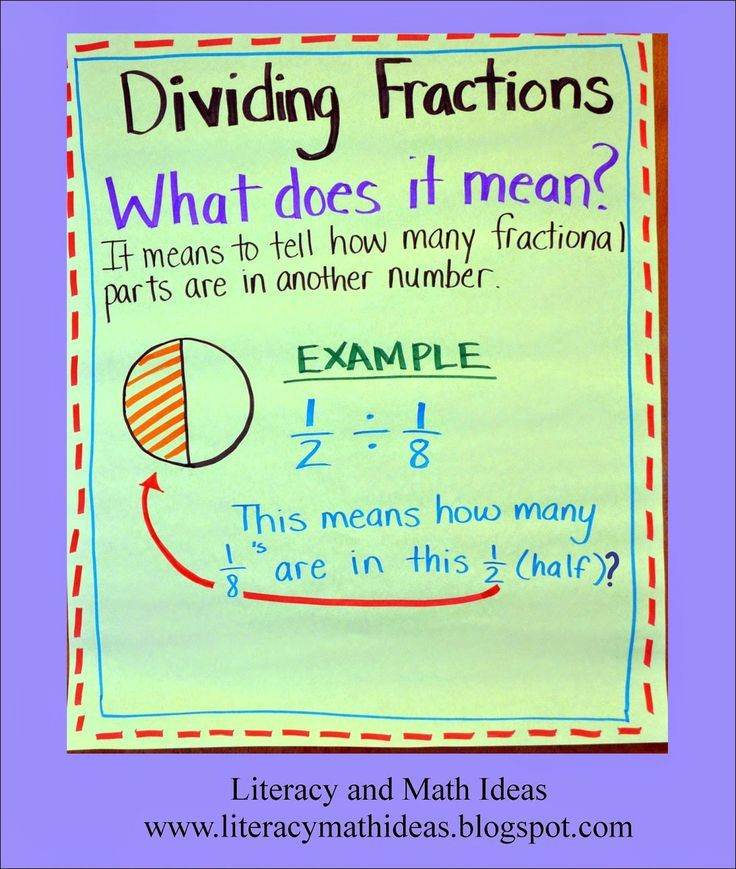 Dividing Fractions
What does it mean?
It means to tell how many fractional
parts are in another number.
EXAMPLE
1/2 ÷ 1/8
This means how many
1/8's are in this 1/2 (half)?
Literacy and Math Ideas
www.literacymathideas.blogspot.com